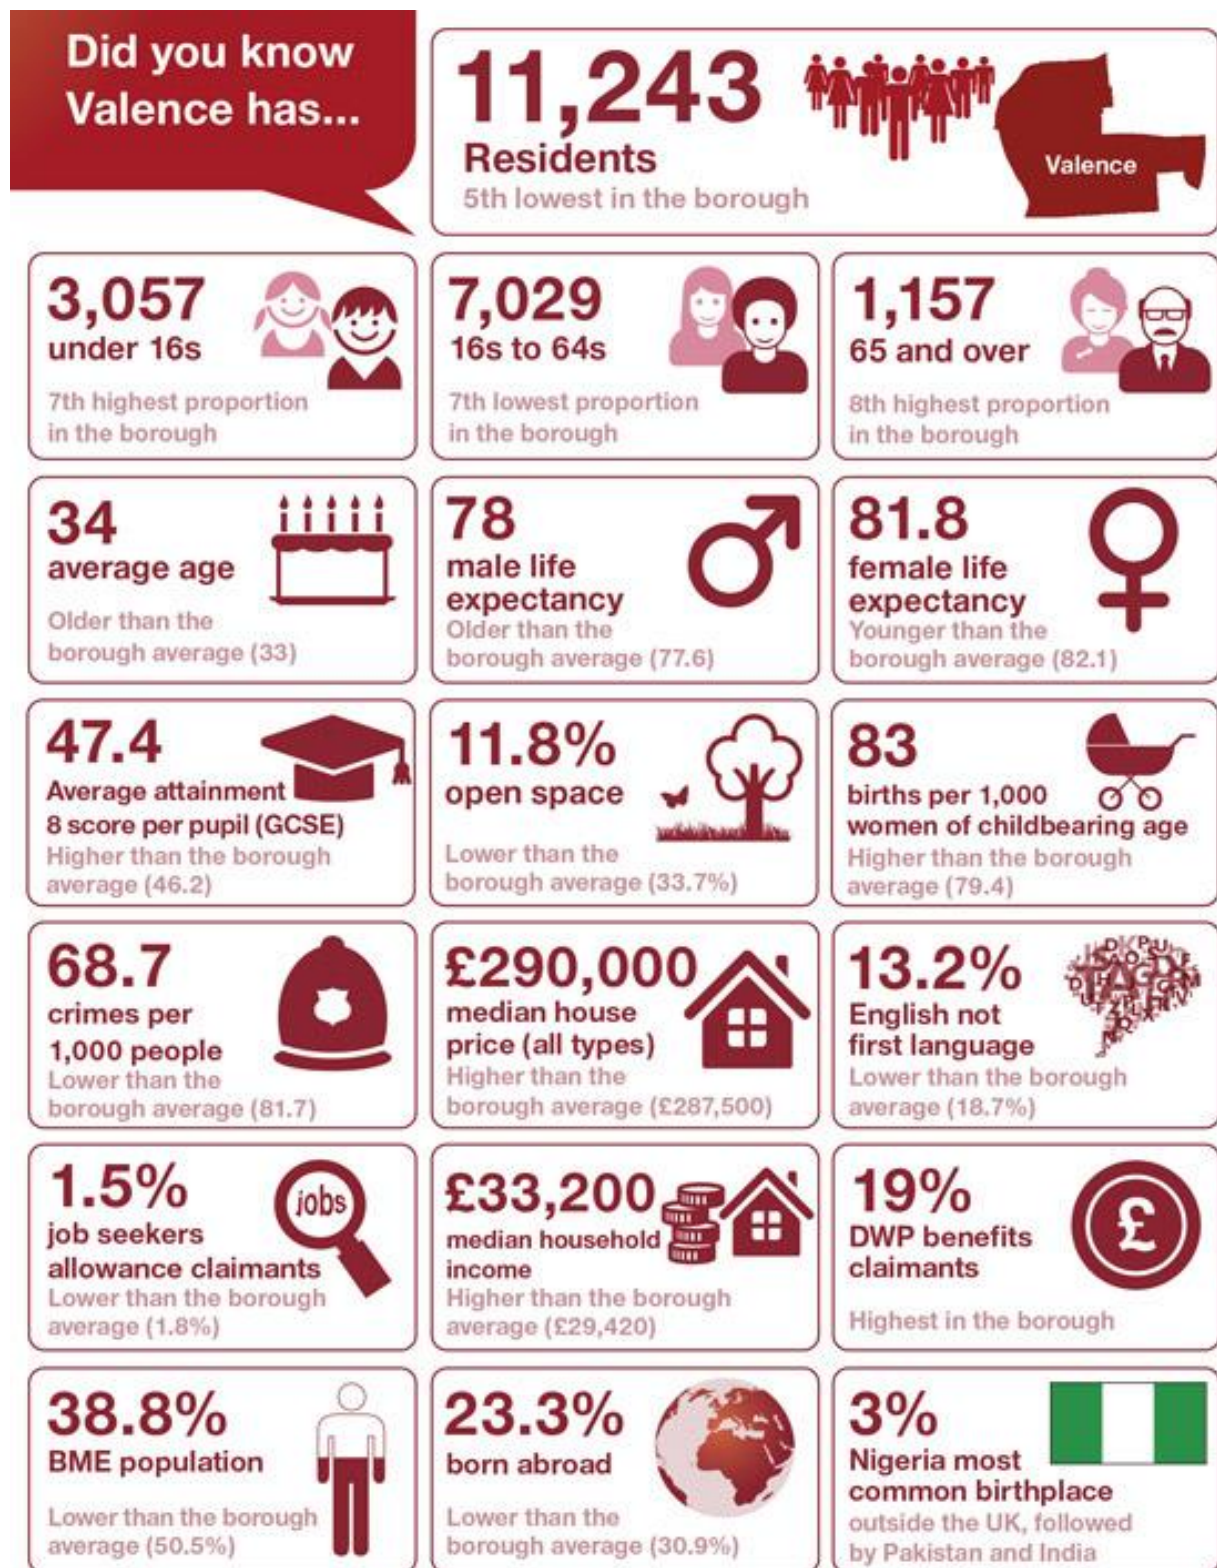 Did you know
Valence has...
11,243
Residents
5th lowest in the borough
Valence
3,057
under 16s
7th highest proportion
in the borough
7,029
16s to 64s
7th lowest proportion
in the borough
1,157
65 and over
8th highest proportion
in the borough
34
average age
Older than the
borough average (33)
78
male life
expectancy
Older than the
borough average (77.6)
81.8
female life
expectancy
Younger than the
borough average (82.1)
47.4
Average attainment
8 score per pupil (GCSE)
Higher than the borough
average (46.2)
11.8%
open space
Lower than the
borough average (33.7%)
83
births per 1,000
women of childbearing age
Higher than the borough
average (79.4)
68.7
crimes per
1,000 people
Lower than the
borough average (81.7)
£290,000
median house
price (all types)
Higher than the
borough average (£287,500)
13.2%
English not
first language
Lower than the borough
average (18.7%)
1.5%
job seekers
allowance claimants
Lower than the borough
average (1.8%)
jobs
£33,200
median household
income
Higher than the borough
average (£29,420)
19%
DWP benefits
claimants
Highest in the borough
£
38.8%
BME population
Lower than the borough
average (50.5%)
23.3%
born abroad
Lower than the
borough average (30.9%)
3%
Nigeria most
common birthplace
outside the UK, followed
by Pakistan and India